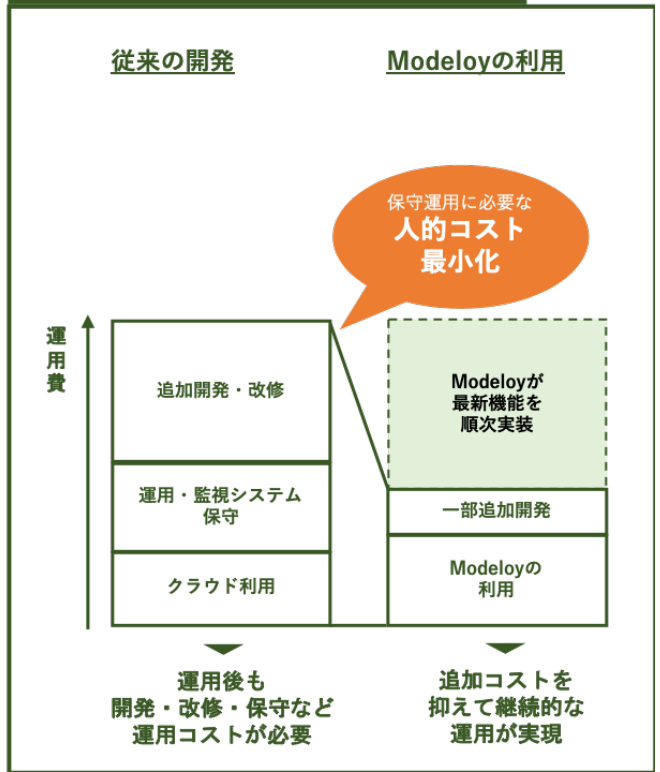 従来の開発
Modeloyの利用
保守運用に必要な
人的コスト
最小化
運用費
追加開発・改修
運用・監視システム
保守
クラウド利用
Modeloyが
最新機能を
順次実装
一部追加開発
Modeloyの
利用
運用後も
開発・改修・保守など
運用コストが必要
追加コストを
抑えて継続的な
運用が実現